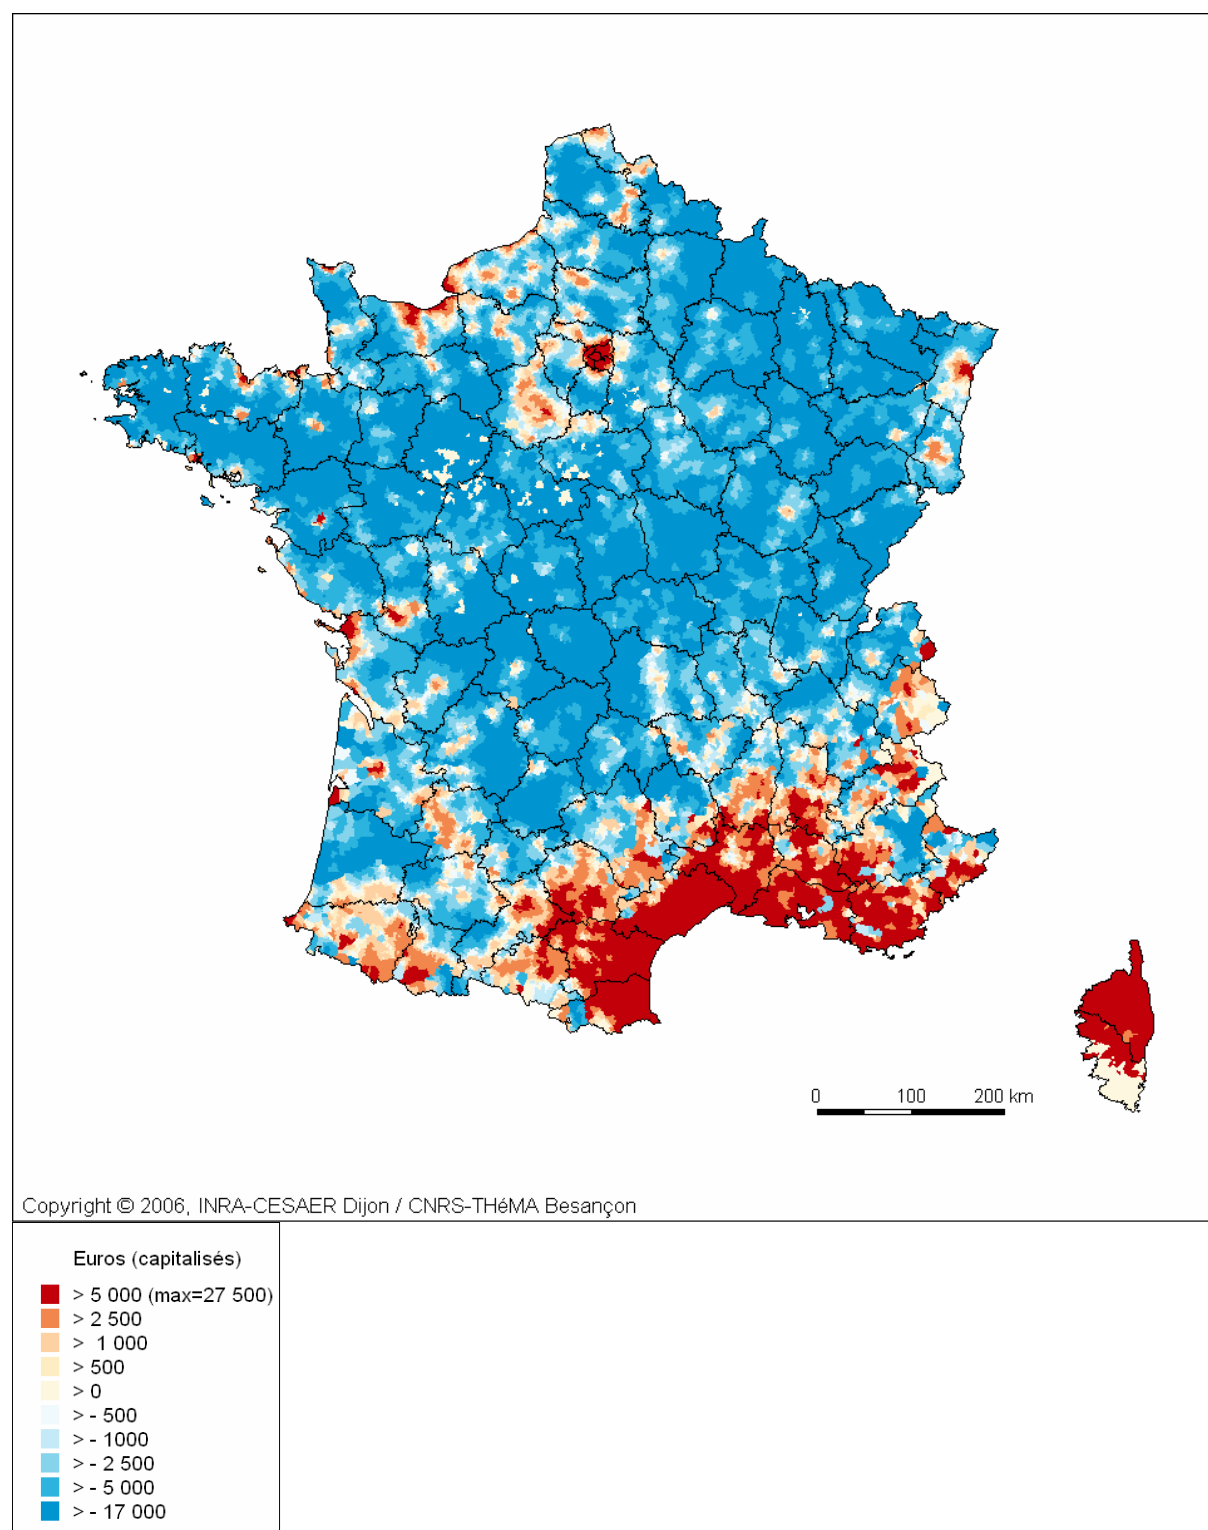 0 100 200 km
Copyright © 2006, INRA-CESAER Dijon / CNRS-THéMA Besançon
Euros (capitalisés)
> 5 000 (max=27 500)
> 2 500
> 1 000
> 500
> 0
> - 500
> - 1000
> - 2 500
> - 5 000
> - 17 000